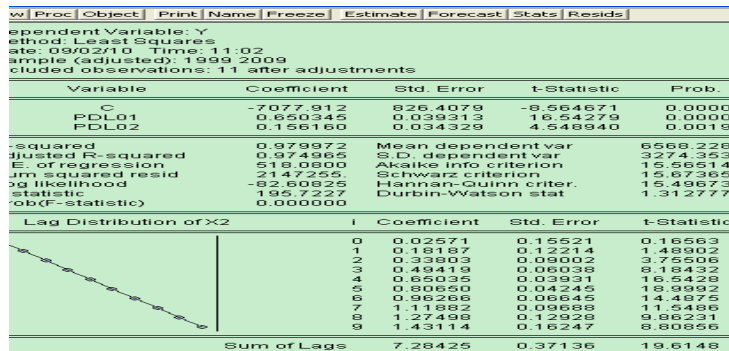 w Proc Object Print Name Freeze Estimate Forecast Stats Resids
ependent Variable: Y
ethod: Least Squares
ate: 09/02/10 Time: 11:02
ample (adjusted): 1999 2009
cluded observations: 11 after adjustments
Variable Coefficient Std. Error t-Statistic Prob.
C -7077.912 826.4079 -8.564671 0.0000
PDL01 0.650345 0.039313 16.54279 0.0000
PDL02 0.156160 0.034329 4.548940 0.0019
-squared 0.979972 Mean dependent var 6568.228
djusted R-squared 0.974965 S.D. dependent var 3274.353
E. of regression 518.0800 Akaike info criterion 15.56514
um squared resid 2147255. Schwarz criterion 15.67365
og likelihood -82.60825 Hannan-Quinn criter. 15.49673
-statistic 195.7227 Durbin-Watson stat 1.312777
rob(F-statistic) 0.000000
Lag Distribution of X2 i Coefficient Std. Error t-Statistic
0 0.02571 0.15521 0.16563
1 0.18187 0.12214 1.48902
2 0.33803 0.09002 3.75506
3 0.49419 0.06038 8.18432
4 0.65035 0.03931 16.5428
5 0.80650 0.04245 18.9992
6 0.96266 0.06645 14.4875
7 1.11882 0.09688 11.5486
8 1.27498 0.12928 9.86231
9 1.43114 0.16247 8.80856
Sum of Lags 7.28425 0.37136 19.6148